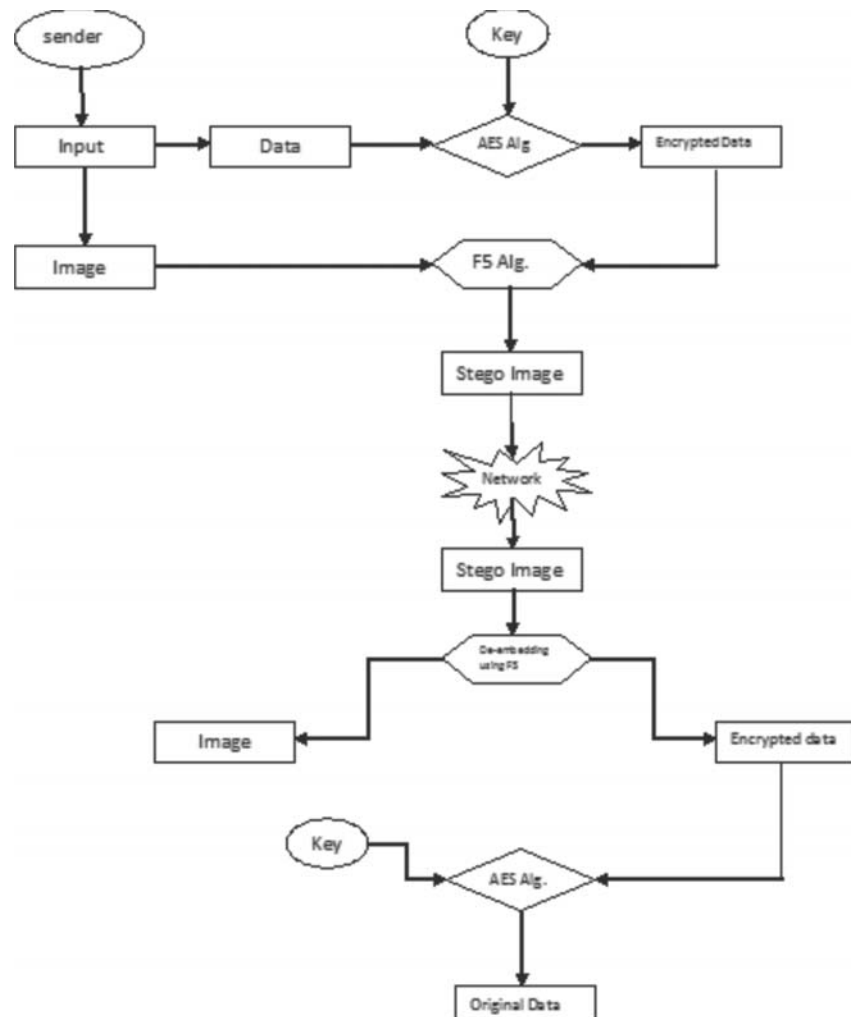 sender
Key
Input
Data
AES Alg
Encrypted Data
Image
F5 Alg.
Stego Image
Network
Stego Image
De-embedding
using F5
Image
Encrypted data
Key
AES Alg.
Original Data